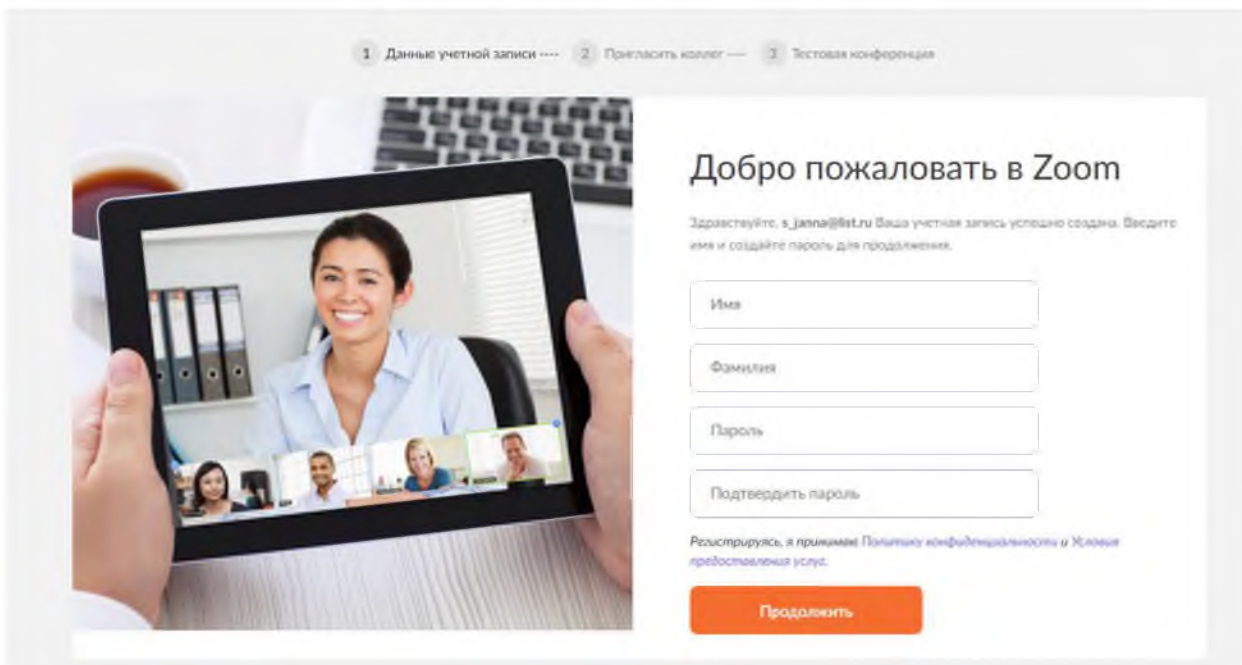 1 Данные учетной записи ---- 2 Пригласить коллег ---- 3 Тестовая конференция
Добро пожаловать в Zoom
Здравствуйте, s_janna@list.ru Ваша учетная запись успешно создана. Введите
имя и создайте пароль для продолжения.
Имя
Фамилия
Пароль
Подтвердить пароль
Регистрируясь, я принимаю Политику конфиденциальности и Условия
предоставления услуг.
Продолжить